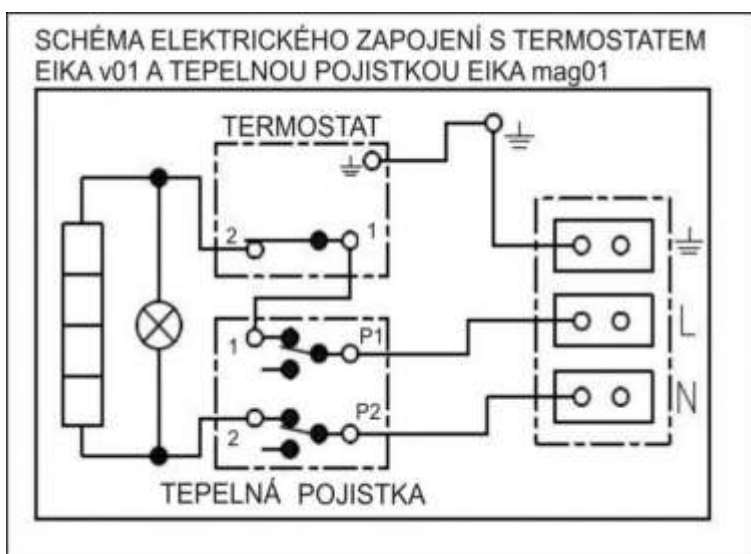 SCHÉMA ELEKTRICKÉHO ZAPOJENÍ S TERMOSTATEM
EIKA v01 A TEPELNOU POJISTKOU EIKA mag01
TERMOSTAT
2
1
1
P1
L
2
P2
N
TEPELNÁ POJISTKA